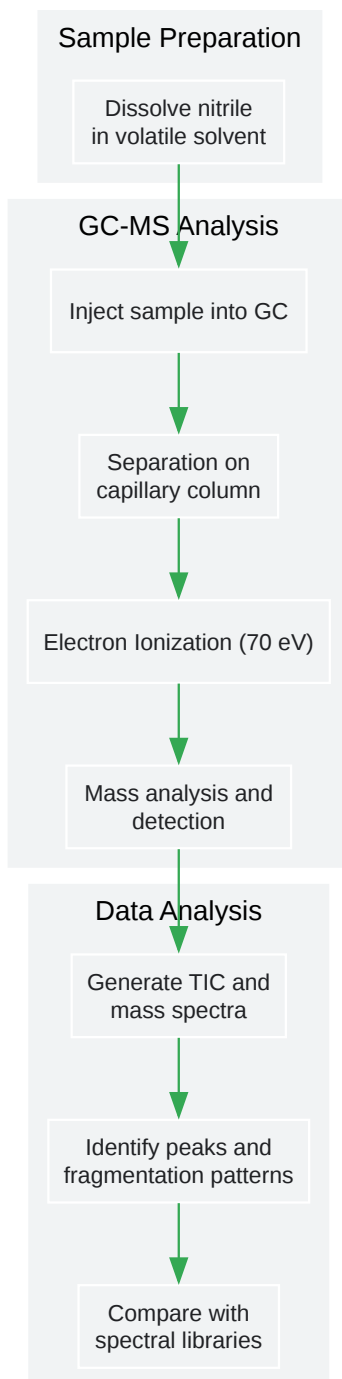 Sample Preparation
Dissolve nitrile
in volatile solvent
GC-MS Analysis
Inject sample into GC
Separation on
capillary column
Electron Ionization (70 eV)
Mass analysis and
detection
Data Analysis
Generate TIC and
mass spectra
Identify peaks and
fragmentation patterns
Compare with
spectral libraries